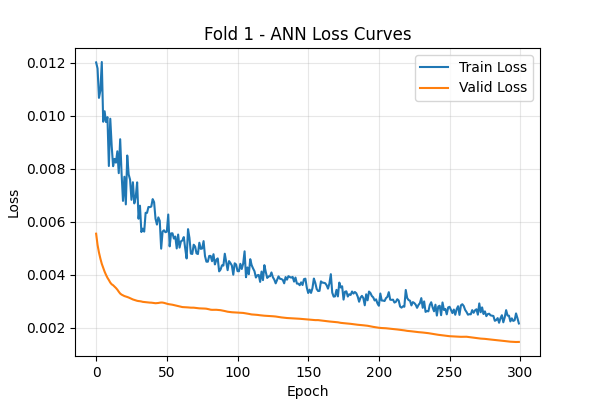 Fold 1 - ANN Loss Curves
Train Loss
Valid Loss
Loss
0.012
0.010
0.008
0.006
0.004
0.002
0 50 100 150 200 250 300
Epoch